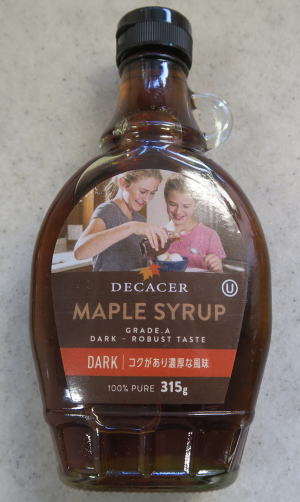 DECACER
U
MAPLE SYRUP
GRADE.A
DARK - ROBUST TASTE
DARK | コクがあり濃厚な風味
100% PURE 315g